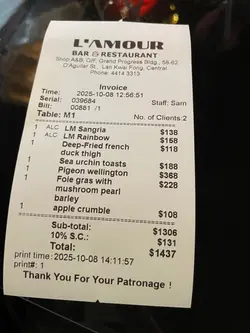 L'AMOUR
BAR & RESTAURANT
Shop A&B, G/F, Grand Progress Bldg., 58-62
D'Aguilar St., Lan Kwai Fong, Central
Phone: 4414 3313
Invoice
Time: 2025-10-08 12:56:51
Serial: 039684 Staff: Sam
Bill: 00881 /1
Table: M1 No. of Clients:2
1 ALC LM Sangria $138
1 ALC LM Rainbow $168
1 Deep-Fried french $118
duck thigh
1 Sea urchin toasts $188
1 Pigeon wellington $368
1 Foie gras with $228
mushroom pearl
barley
1 apple crumble $108
Sub-total: $1306
10% S.C.: $131
Total: $1437
print time:2025-10-08 14:11:57
print#: 1
Thank You For Your Patronage !